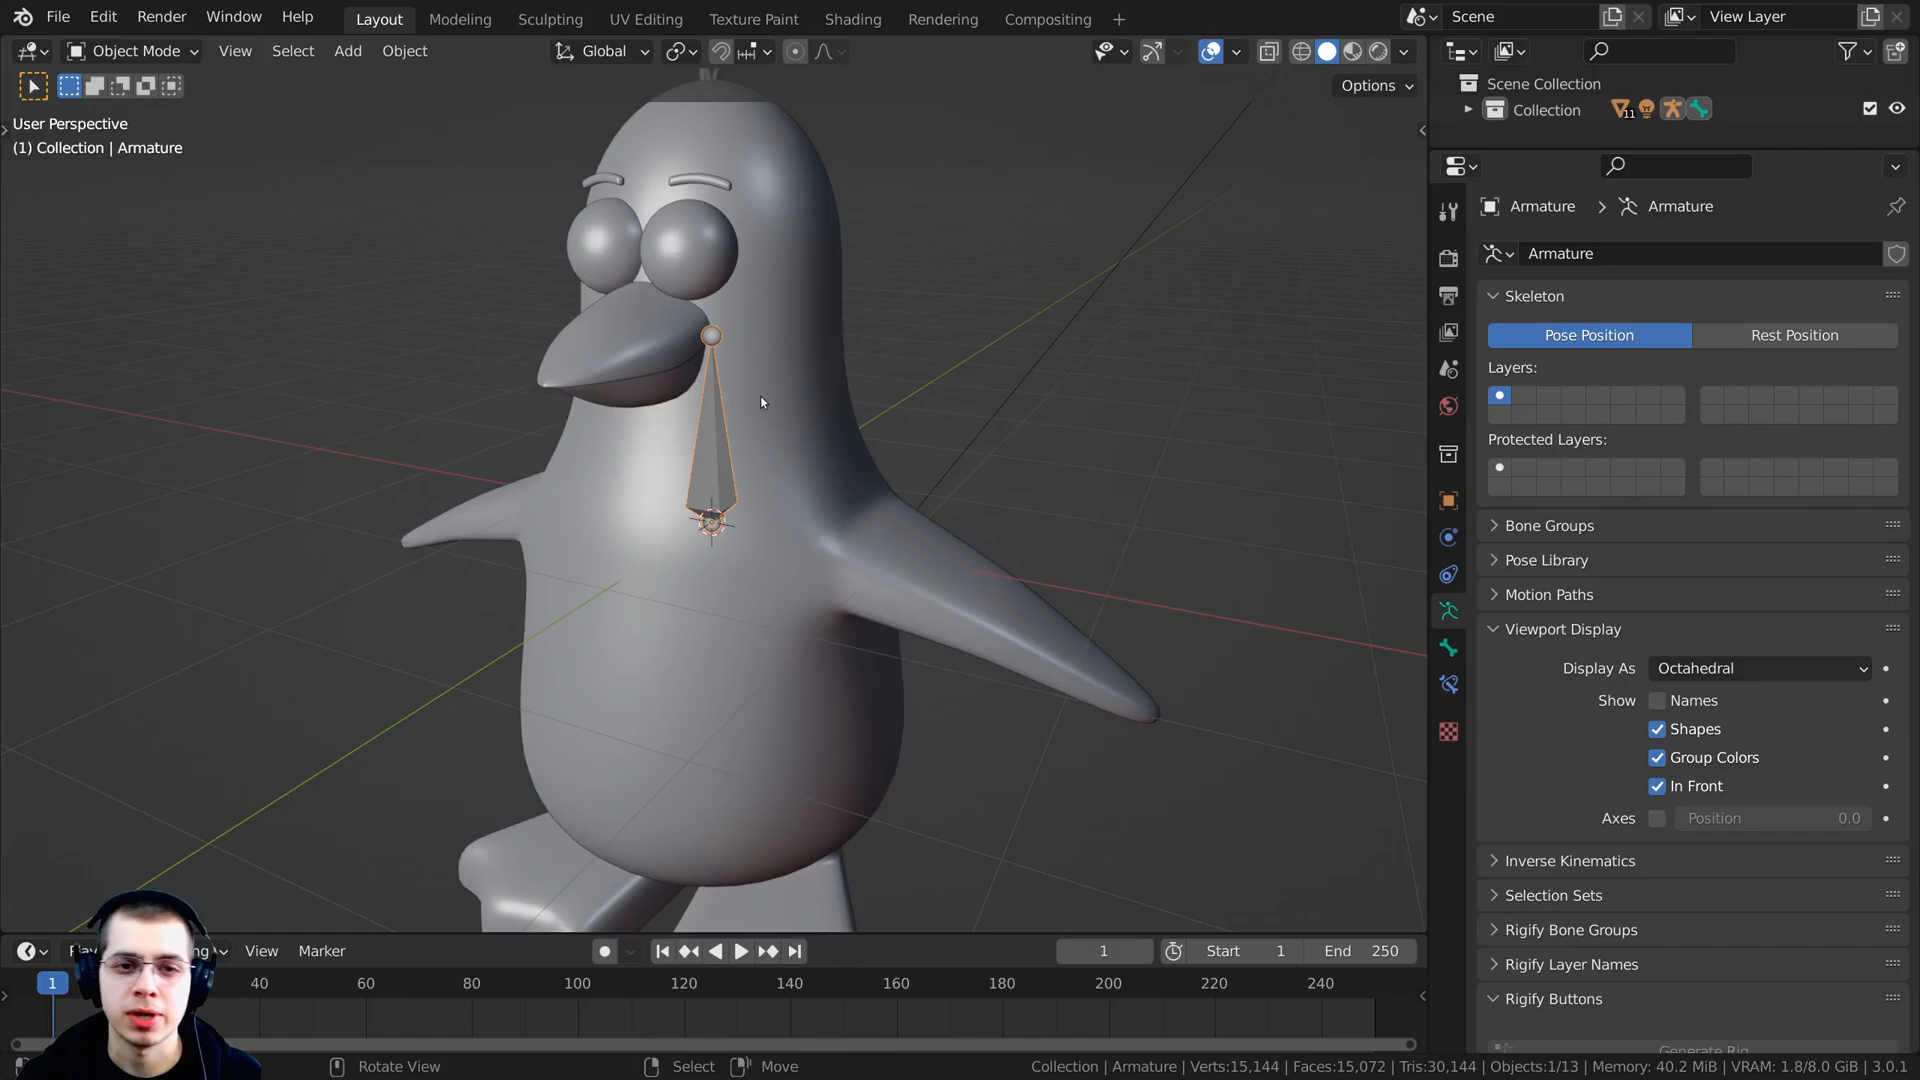 File Edit Render Window Help Layout Modeling Sculpting UV Editing Texture Paint Shading Rendering Compositing + Scene View Layer
Object Mode View Select Add Object Global
Options
User Perspective
(1) Collection | Armature
Scene Collection
Collection 11
Armature > Armature
Armature
Skeleton
Pose Position Rest Position
Layers:
Protected Layers:
Bone Groups
Pose Library
Motion Paths
Viewport Display
Display As Octahedral
Show Names
Shapes
Group Colors
In Front
Axes Position 0.0
Inverse Kinematics
Selection Sets
Rigify Bone Groups
Rigify Layer Names
Rigify Buttons
Generate Rig
View Marker 1 Start 1 End 250
1 40 60 80 100 120 140 160 180 200 220 240
Rotate View Select Move Collection | Armature | Verts:15,144 | Faces:15,072 | Tris:30,144 | Objects:1/13 | Memory: 40.2 MiB | VRAM: 1.8/8.0 GiB | 3.0.1